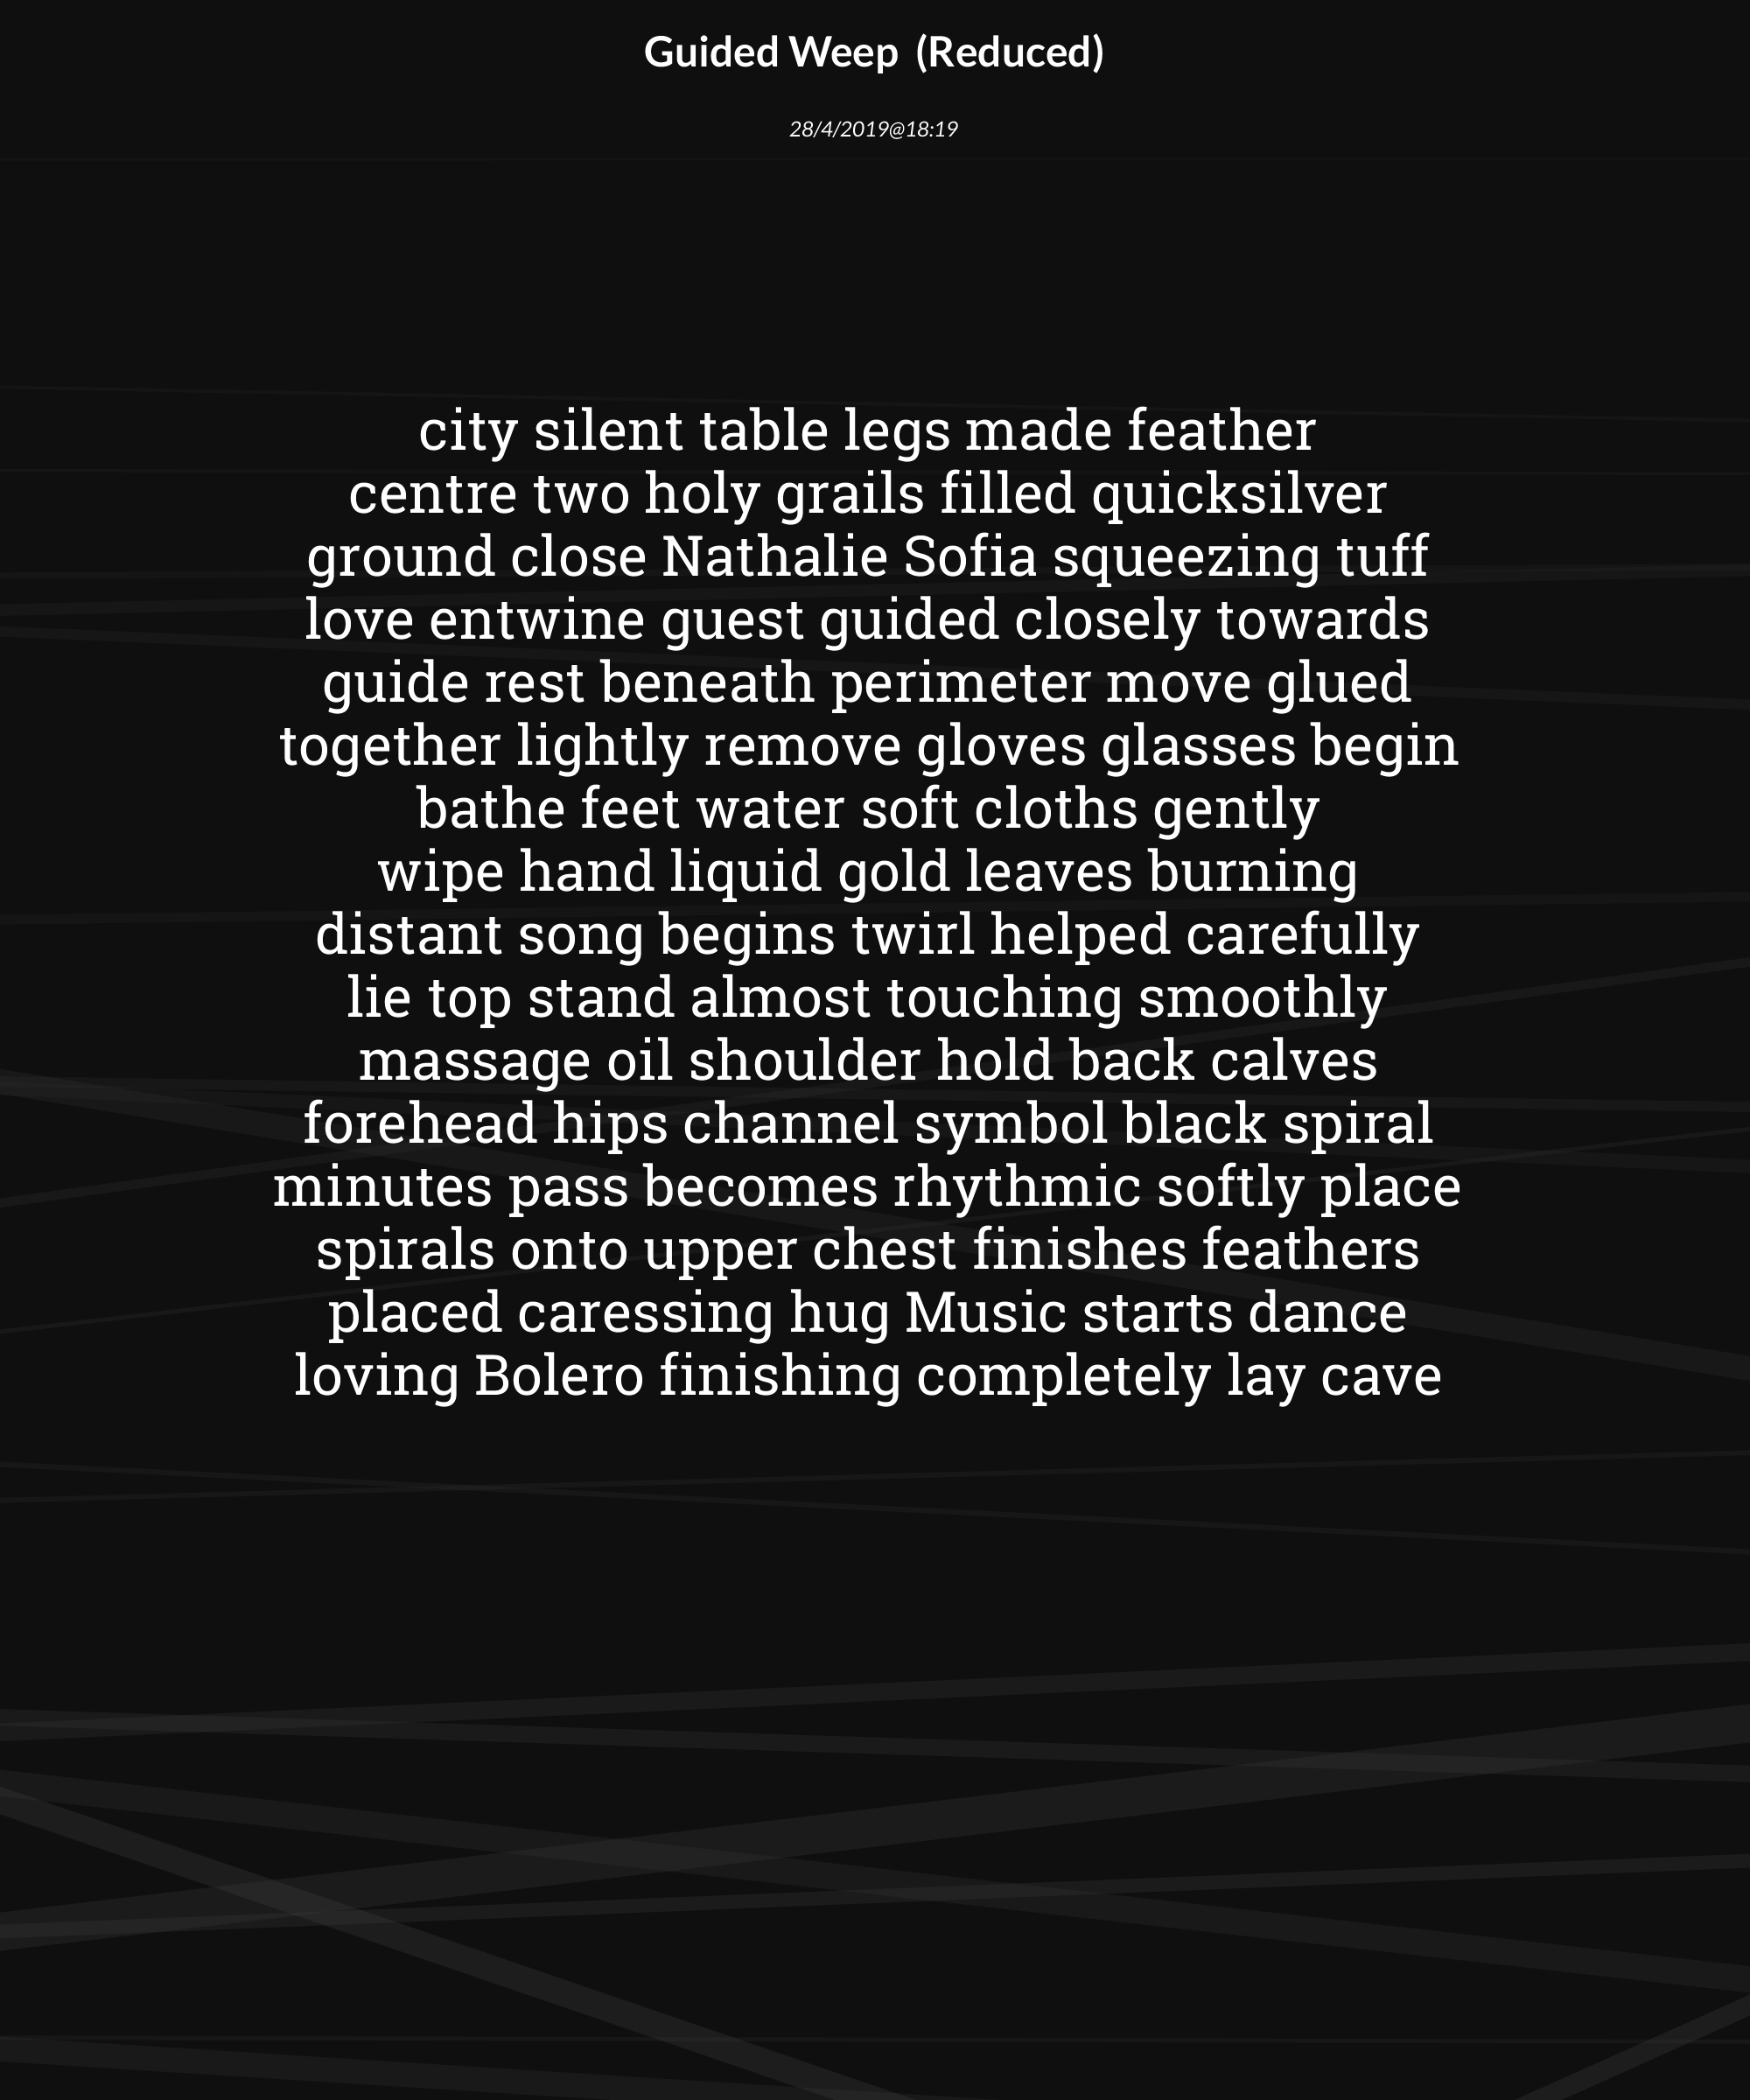 Guided Weep (Reduced)
28/4/2019@18:19
city silent table legs made feather
centre two holy grails filled quicksilver
ground close Nathalie Sofia squeezing tuff
love entwine guest guided closely towards
guide rest beneath perimeter move glued
together lightly remove gloves glasses begin
bathe feet water soft cloths gently
wipe hand liquid gold leaves burning
distant song begins twirl helped carefully
lie top stand almost touching smoothly
massage oil shoulder hold back calves
forehead hips channel symbol black spiral
minutes pass becomes rhythmic softly place
spirals onto upper chest finishes feathers
placed caressing hug Music starts dance
loving Bolero finishing completely lay cave